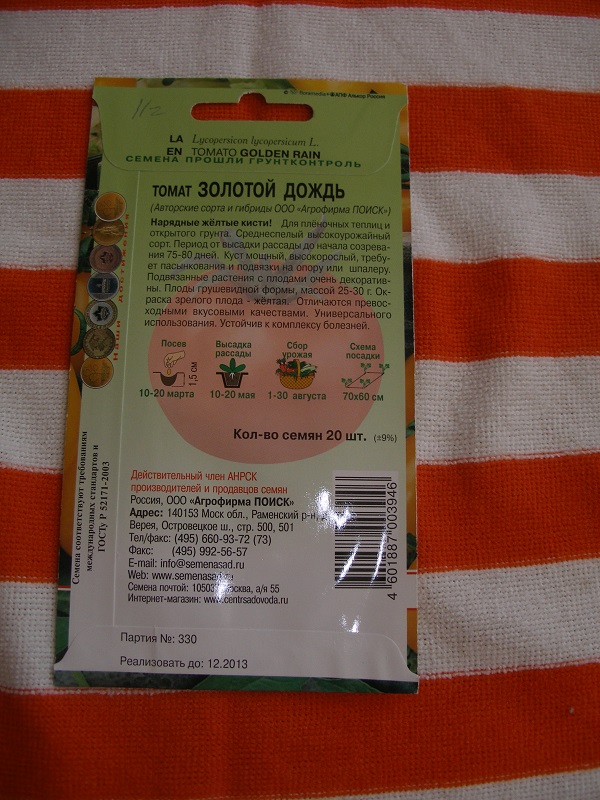 11-2
LA Lycopersicon lycopersicum L.
EN TOMATO GOLDEN RAIN
СЕМЕНА ПРОШЛИ ГРУНТКОНТРОЛЬ
ТОМАТ ЗОЛОТОЙ ДОЖДЬ
(Авторские сорта и гибриды ООО «Агрофирма ПОИСК»)
Нарядные жёлтые кисти! Для плёночных теплиц и
открытого грунта. Среднеспелый высокоурожайный
сорт. Период от высадки рассады до начала созрева-
ния 75-80 дней. Куст мощный, высокорослый, требу-
ет пасынкования и подвязки на опору или шпалеру.
Подвязанные растения с плодами очень декоратив-
ны. Плоды грушевидной формы, массой 25-30 г. Ок-
раска зрелого плода - жёлтая. Отличаются превос-
ходными вкусовыми качествами. Универсального
использования. Устойчив к комплексу болезней.
Посев Высадка рассады Сбор урожая Схема посадки
1,5 см
10-20 марта 10-20 мая 1-30 августа 70x60 см
Кол-во семян 20 шт. (±9%)
Наши достижения
Семена соответствуют требованиям
международных стандартов и
ГОСТу Р 52171-2003
Действительный член АНРСК
производителей и продавцов семян
Россия, ООО «Агрофирма ПОИСК»
Адрес: 140153 Моск обл., Раменский р-н, д.
Верея, Островецкое ш., стр. 500, 501
Тел/факс: (495) 660-93-72 (73)
Факс: (495) 992-56-57
E-mail: info@semenasad.ru
Web: www.semenasad.ru
Семена почтой: 10503 Москва, а/я 55
Интернет-магазин: www.centrsadovoda.ru
4 601887 003946
Партия №: 330
Реализовать до: 12.2013